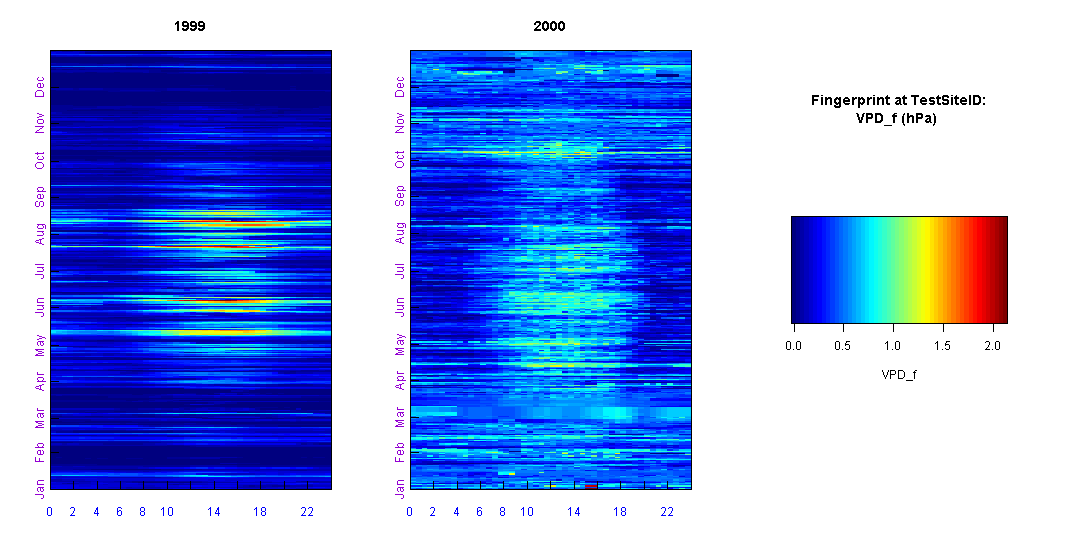 1999
2000
Fingerprint at TestSiteID:
VPD_f (hPa)
Dec
Nov
Oct
Sep
Aug
Jul
Jun
May
Apr
Mar
Feb
Jan
0 2 4 6 8 10 14 18 22
Dec
Nov
Oct
Sep
Aug
Jul
Jun
May
Apr
Mar
Feb
Jan
0 2 4 6 8 10 14 18 22
0.0 0.5 1.0 1.5 2.0
VPD_f